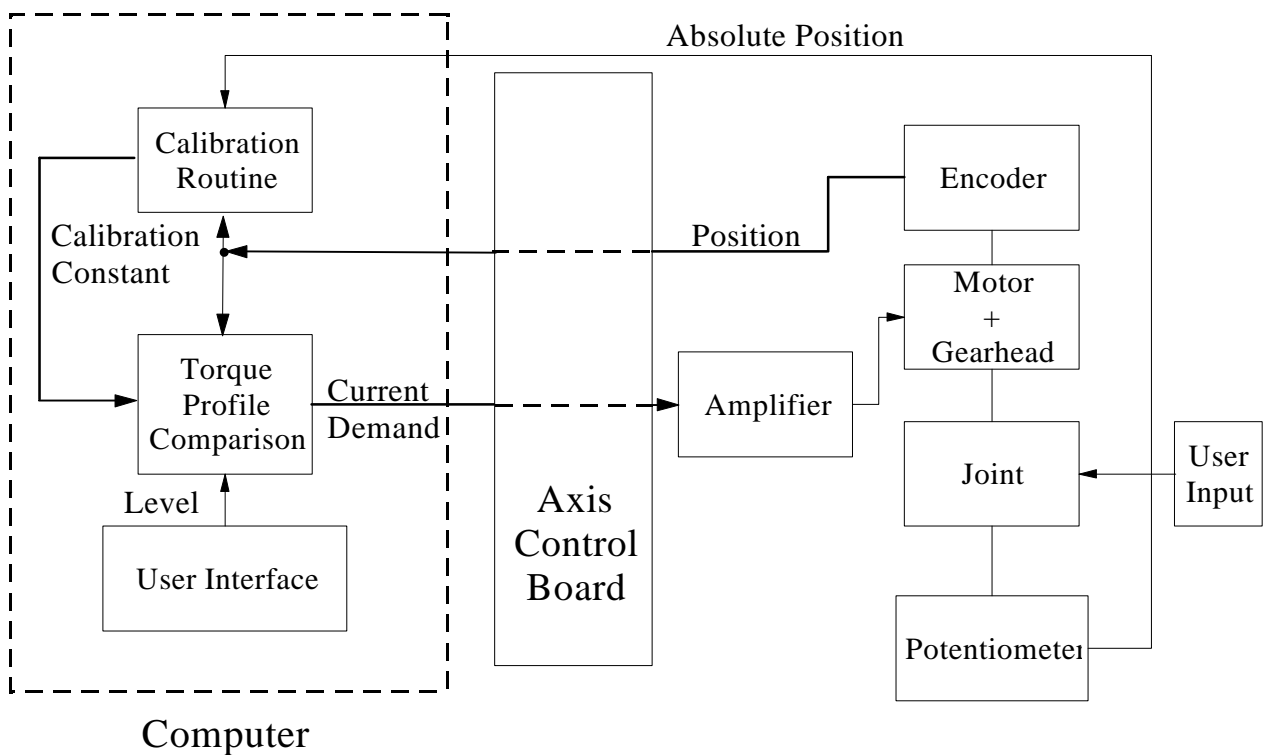 Absolute Position
Calibration
Routine
Encoder
Calibration
Constant
Position
Motor
+
Gearhead
Torque
Profile
Comparison
Current
Demand
Amplifier
Joint
User
Input
Level
Axis
Control
Board
User Interface
Potentiometer
Computer